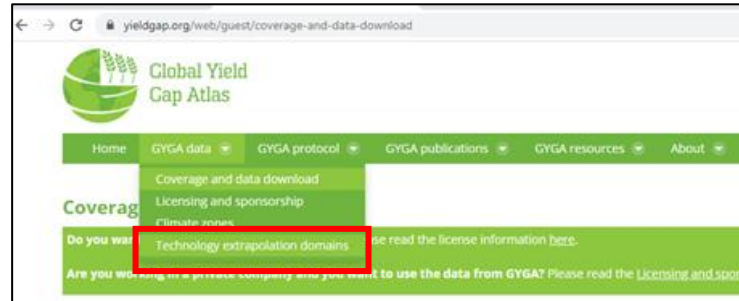 yieldgap.org/web/guest/coverage-and-data-download
Global Yield
Gap Atlas
Home GYGA data GYGA protocol GYGA publications GYGA resources About
Coverage and data download
Licensing and sponsorship
Climate zones
Technology extrapolation domains
Coverag
Do you wan se read the license information here.
Are you working in a private company and you want to use the data from GYGA? Please read the Licensing and spon